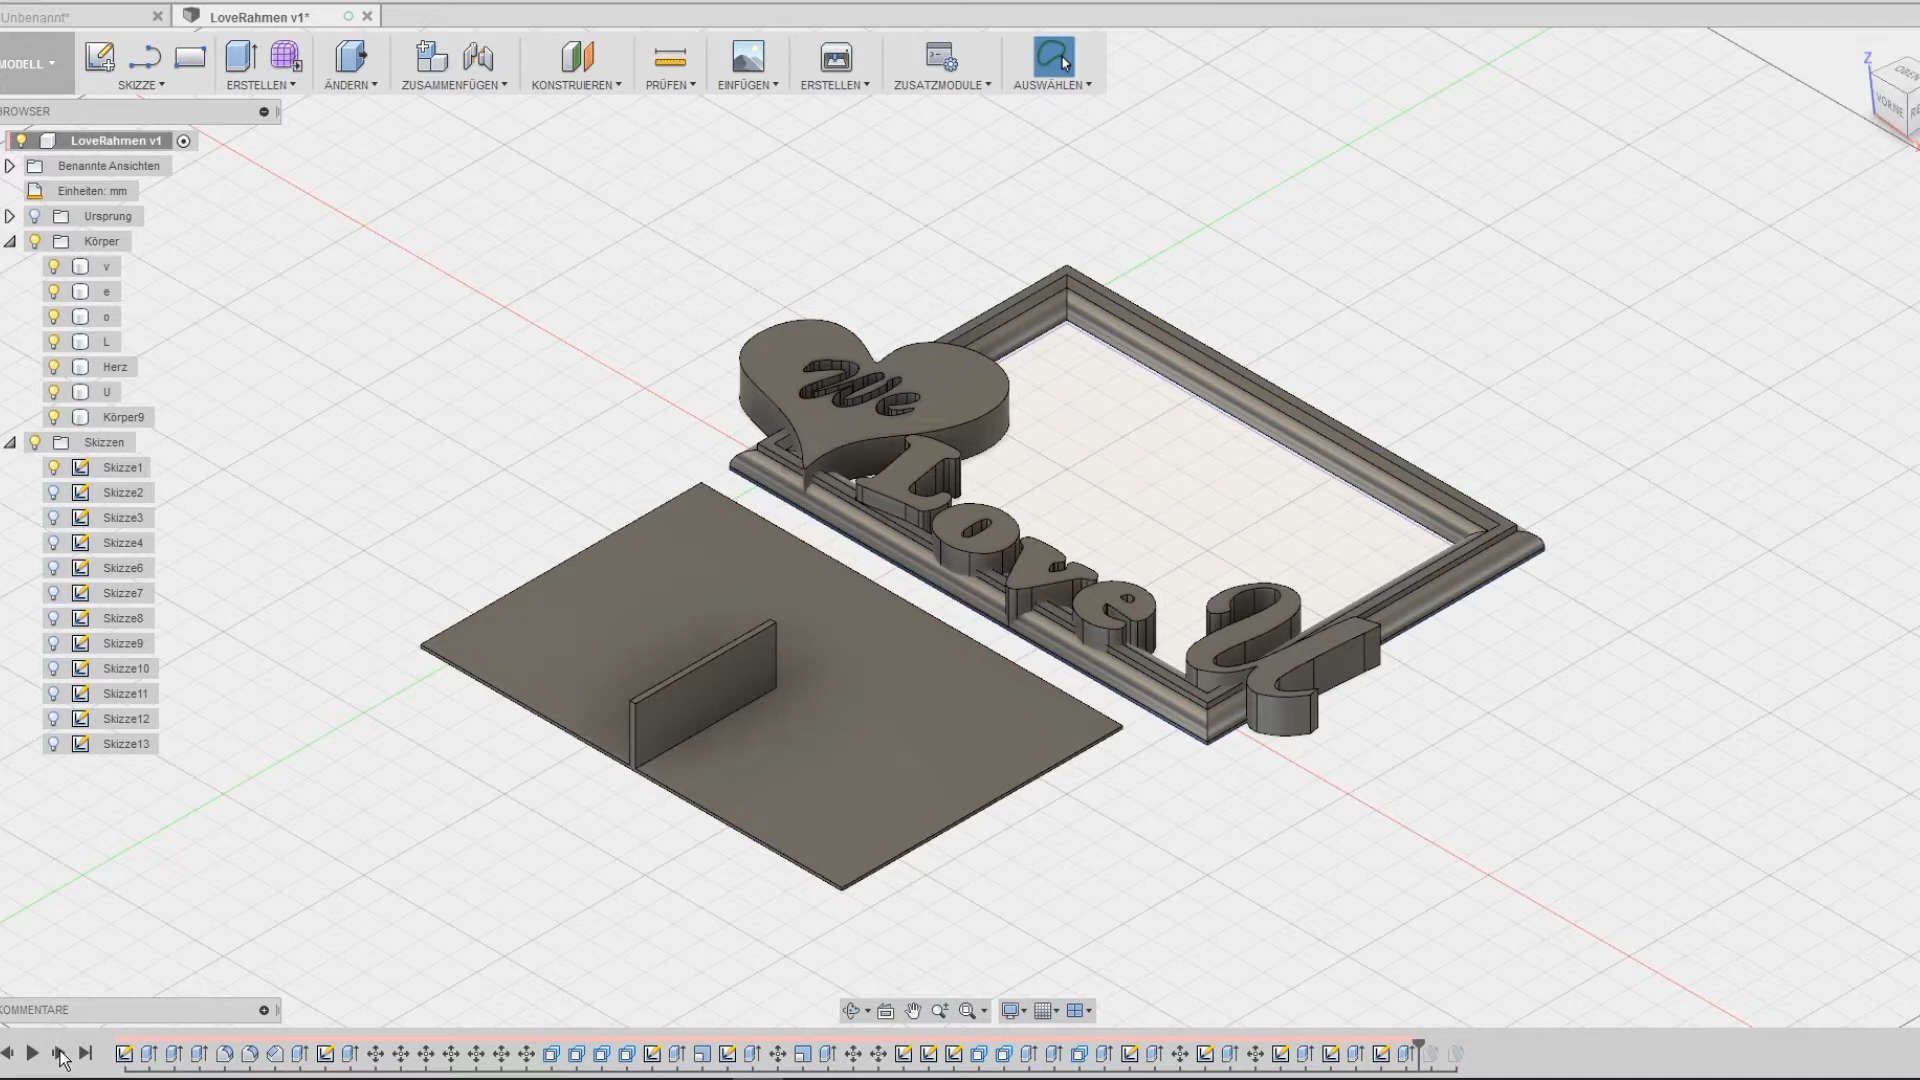 Unbenannt*
LoveRahmen v1*
MODELL
SKIZZE
ERSTELLEN
ÄNDERN
ZUSAMMENFÜGEN
KONSTRUIEREN
PRÜFEN
EINFÜGEN
ERSTELLEN
ZUSATZMODULE
AUSWÄHLEN
BROWSER
LoveRahmen v1
Benannte Ansichten
Einheiten: mm
Ursprung
Körper
v
e
o
L
Herz
U
Körper9
Skizzen
Skizze1
Skizze2
Skizze3
Skizze4
Skizze6
Skizze7
Skizze8
Skizze9
Skizze10
Skizze11
Skizze12
Skizze13
Z
OBEN
VORNE
me
Love
U
KOMMENTARE